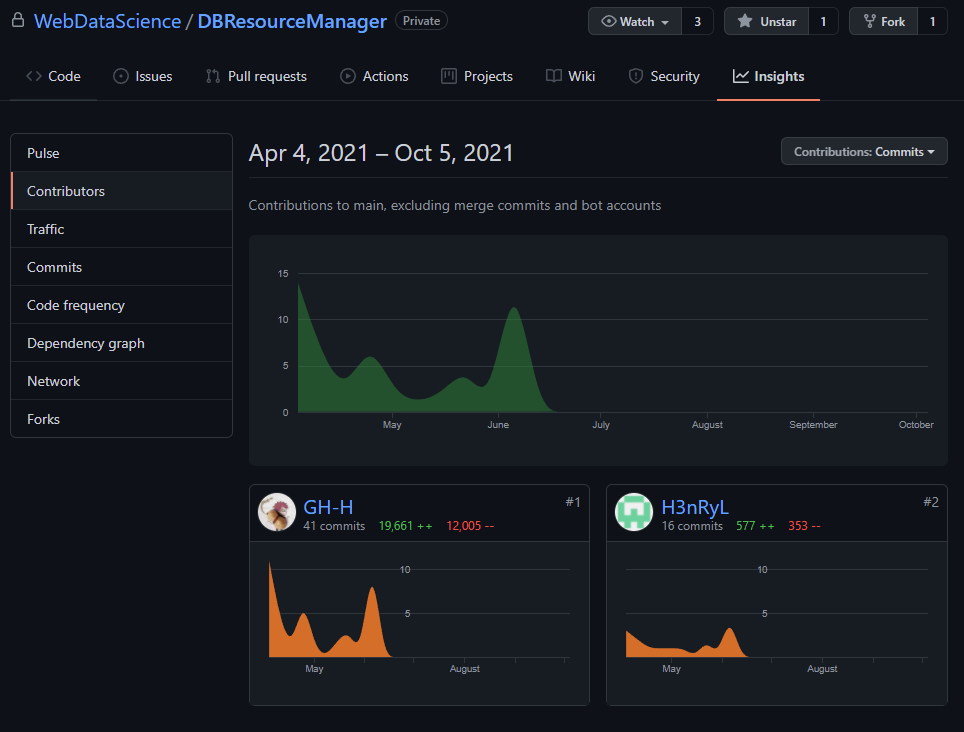 WebDataScience / DBResourceManager Private
Watch 3 Unstar 1 Fork 1
Code Issues Pull requests Actions Projects Wiki Security Insights
Pulse
Contributors
Traffic
Commits
Code frequency
Dependency graph
Network
Forks
Apr 4, 2021 – Oct 5, 2021
Contributions: Commits
Contributions to main, excluding merge commits and bot accounts
15
10
5
0
May June July August September October
GH-H #1
41 commits 19,661 ++ 12,005 --
10
5
May August
H3nRyL #2
16 commits 577 ++ 353 --
10
5
May August